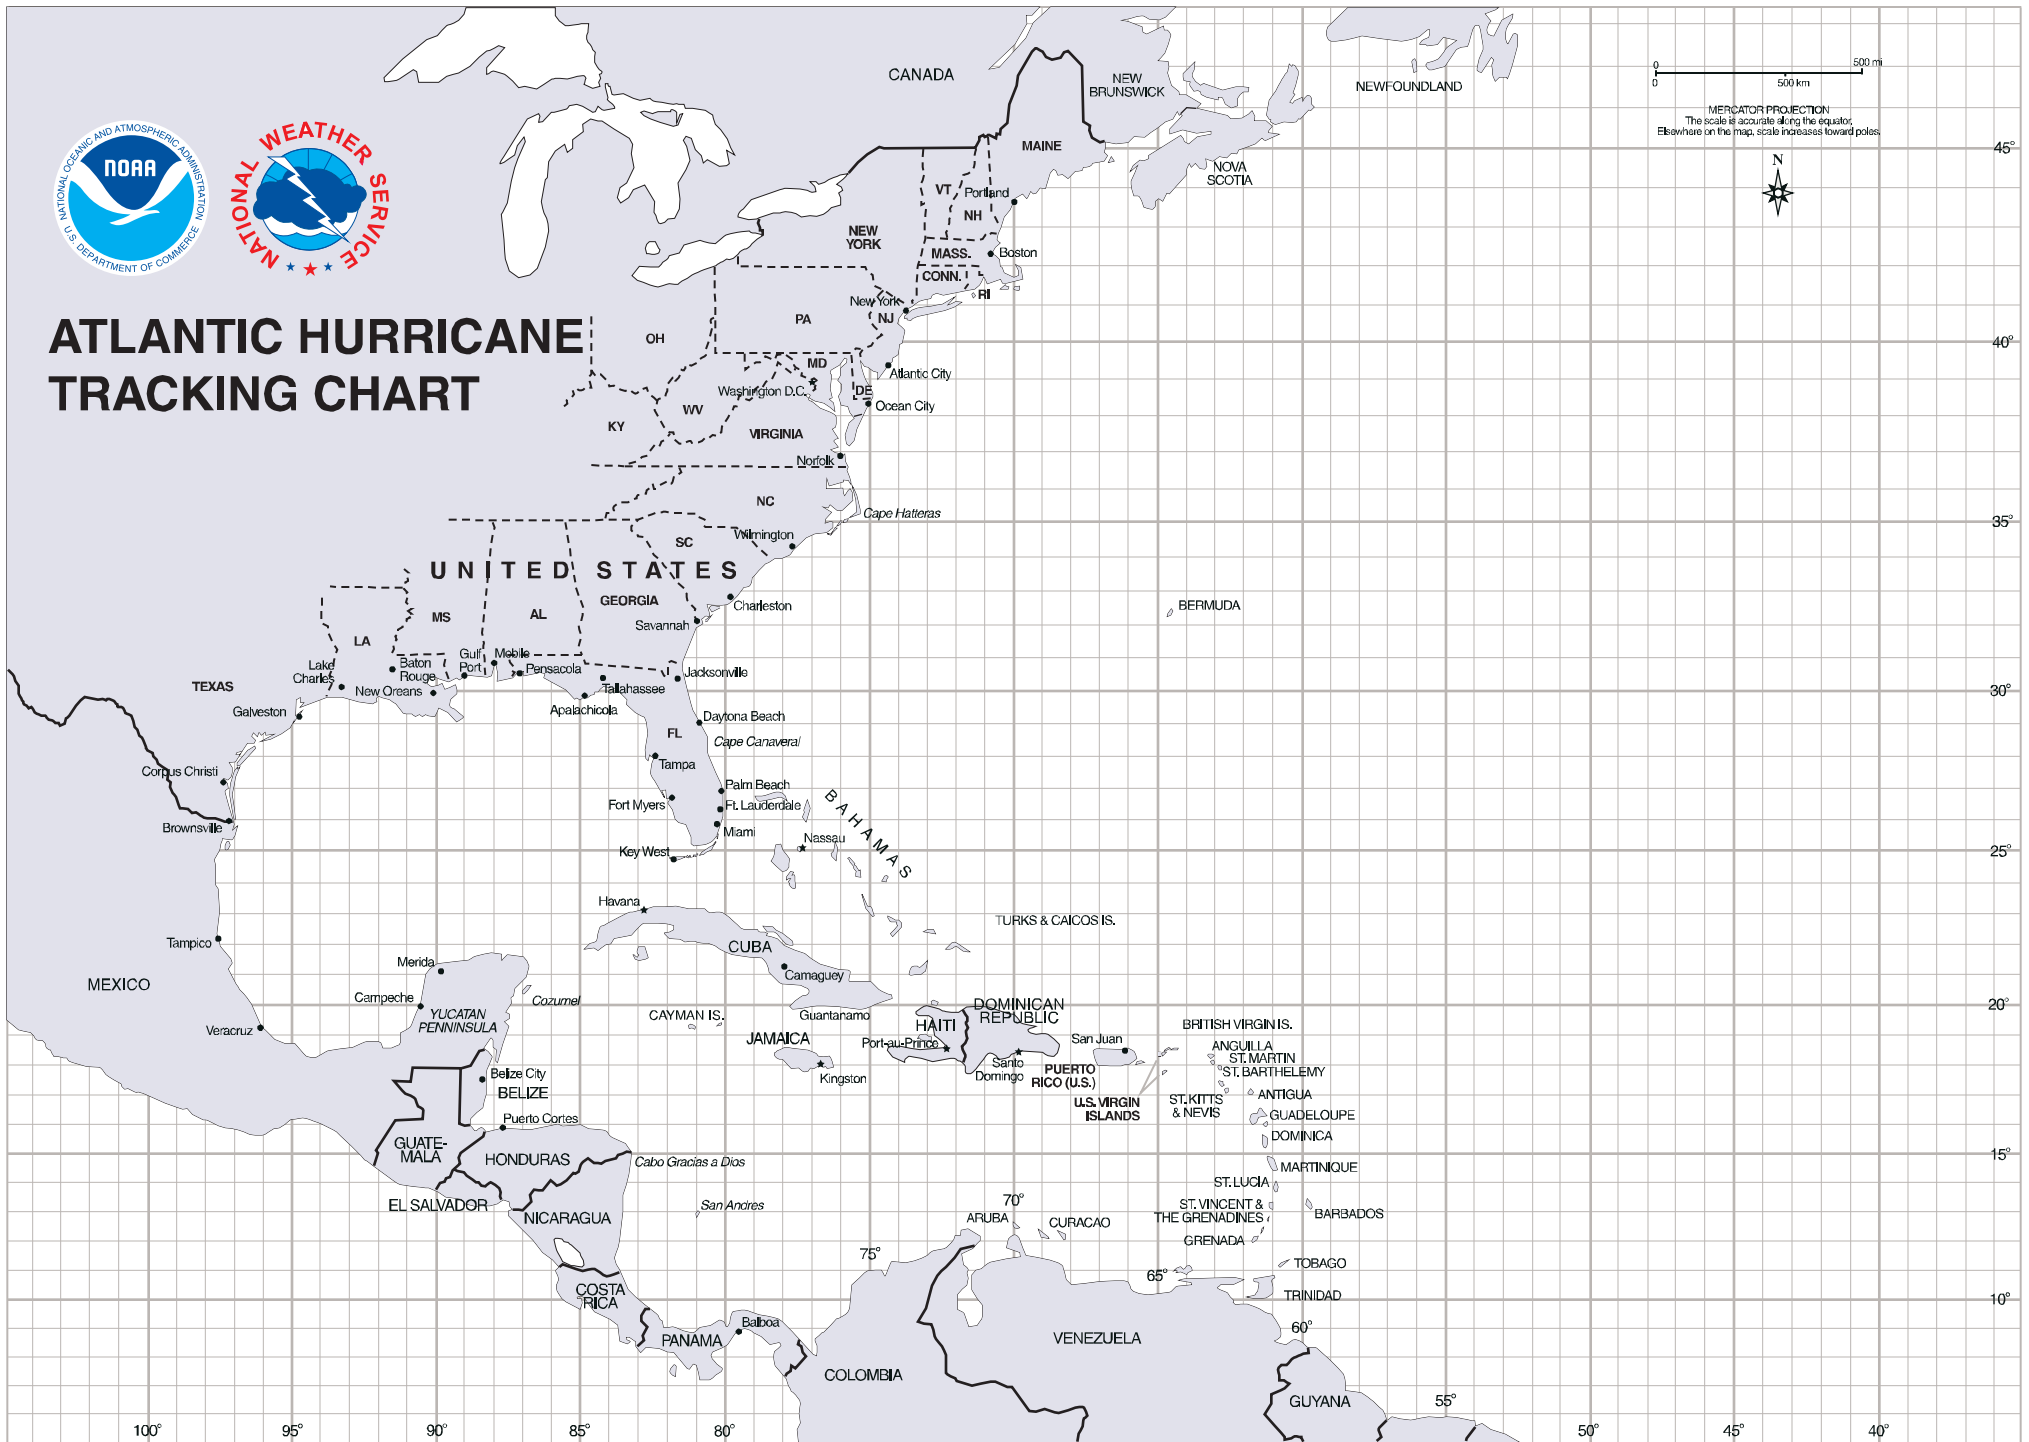 NATIONAL OCEANIC AND ATMOSPHERIC ADMINISTRATION
U.S. DEPARTMENT OF COMMERCE
NOAA
NATIONAL WEATHER SERVICE
ATLANTIC HURRICANE
TRACKING CHART
0
500 mi
0
500 km
MERCATOR PROJECTION
The scale is accurate along the equator.
Elsewhere on the map, scale increases toward poles.
N
CANADA
NEW
BRUNSWICK
NEWFOUNDLAND
NOVA
SCOTIA
MAINE
VT
Portland
NH
NEW
YORK
MASS.
Boston
CONN.
RI
New York
NJ
PA
OH
MD
Atlantic City
Washington D.C.
DE
Ocean City
WV
KY
VIRGINIA
Norfolk
NC
Cape Hatteras
Wilmington
SC
UNITED STATES
GEORGIA
Charleston
Savannah
MS
AL
LA
BERMUDA
Lake
Charles
Baton
Rouge
Gulf
Port
Mobile
Pensacola
New Oreans
Tallahassee
Apalachicola
Jacksonville
TEXAS
Galveston
Daytona Beach
FL
Cape Canaveral
Tampa
Corpus Christi
Palm Beach
Fort Myers
Ft. Lauderdale
Brownsville
Miami
BAHAMAS
Nassau
Key West
Havana
TURKS & CAICOS IS.
Tampico
CUBA
Camaguey
Merida
MEXICO
Campeche
Cozumel
YUCATAN
PENNINSULA
Veracruz
CAYMAN IS.
Guantanamo
DOMINICAN
REPUBLIC
HAITI
JAMAICA
Port-au-Prince
Kingston
Santo
Domingo
San Juan
PUERTO
RICO (U.S.)
BRITISH VIRGIN IS.
ANGUILLA
ST. MARTIN
ST. BARTHELEMY
U.S. VIRGIN
ISLANDS
ST. KITTS
& NEVIS
ANTIGUA
GUADELOUPE
DOMINICA
MARTINIQUE
ST. LUCIA
ST. VINCENT &
THE GRENADINES
BARBADOS
GRENADA
TOBAGO
TRINIDAD
Belize City
BELIZE
Puerto Cortes
GUATE-
MALA
HONDURAS
Cabo Gracias a Dios
EL SALVADOR
San Andres
NICARAGUA
ARUBA
CURACAO
COSTA
RICA
PANAMA
Balboa
COLOMBIA
VENEZUELA
GUYANA
45°
40°
35°
30°
25°
20°
15°
10°
100°
95°
90°
85°
80°
75°
70°
65°
60°
55°
50°
45°
40°